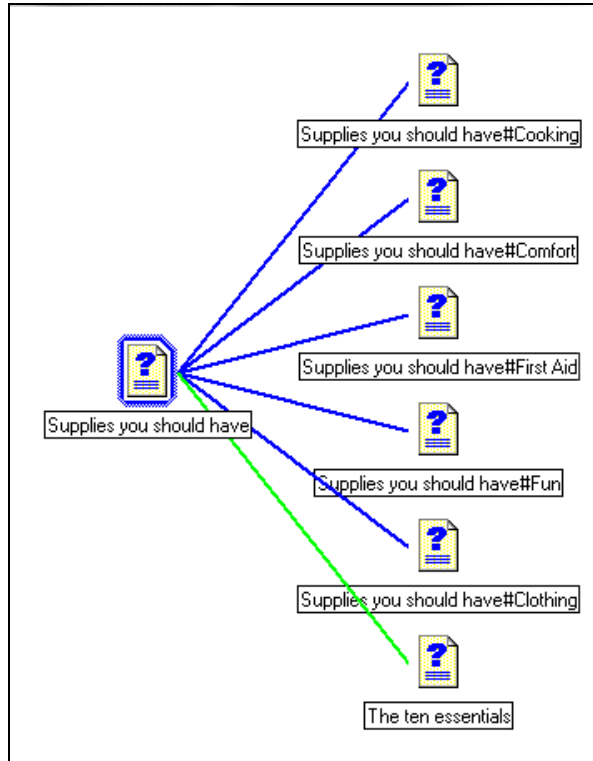 Supplies you should have#Cooking
Supplies you should have#Comfort
Supplies you should have#First Aid
Supplies you should have
Supplies you should have#Fun
Supplies you should have#Clothing
The ten essentials